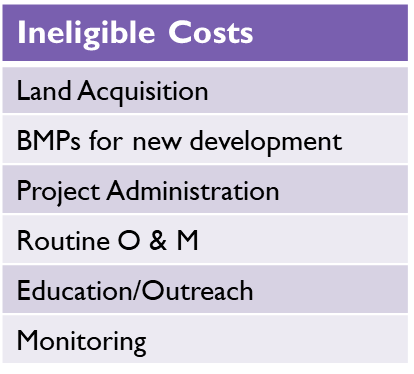 Ineligible Costs
Land Acquisition
BMPs for new development
Project Administration
Routine O & M
Education/Outreach
Monitoring